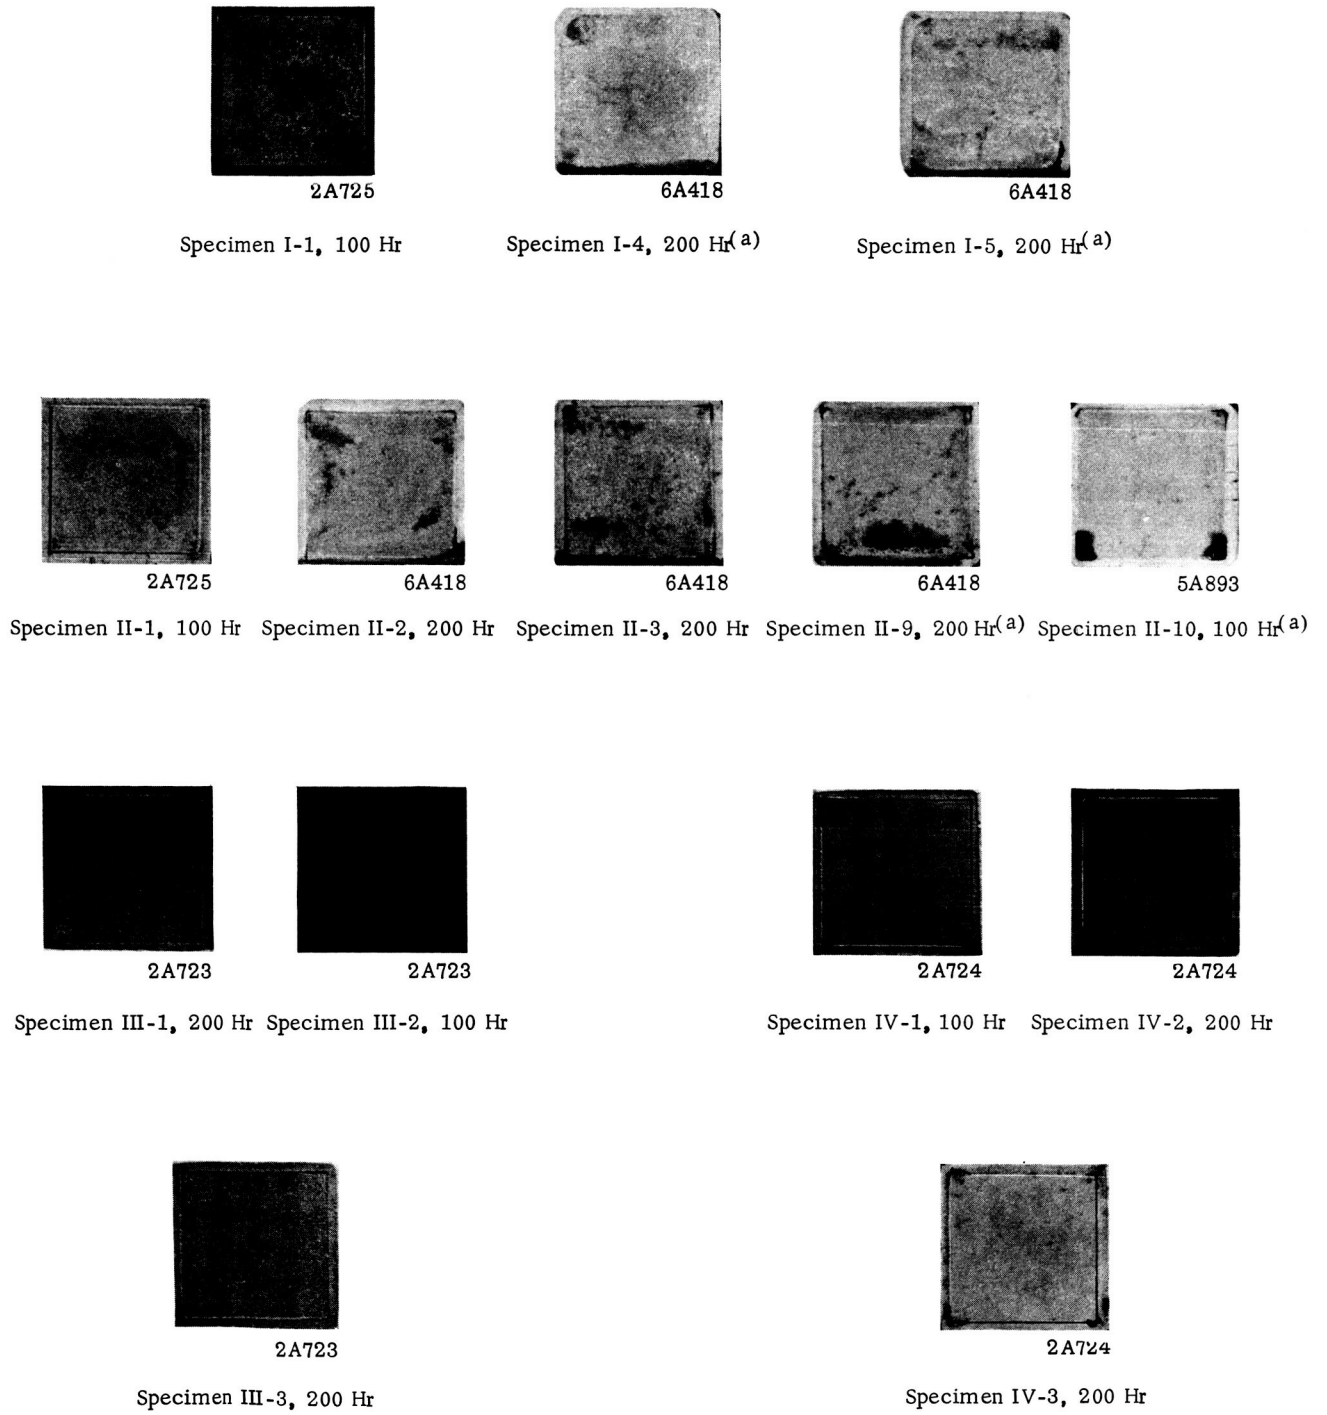 2A725
6A418
6A418
Specimen I-1, 100 Hr
Specimen I-4, 200 Hr(a)
Specimen I-5, 200 Hr(a)
2A725
6A418
6A418
6A418
5A893
Specimen II-1, 100 Hr
Specimen II-2, 200 Hr
Specimen II-3, 200 Hr
Specimen II-9, 200 Hr(a)
Specimen II-10, 100 Hr(a)
2A723
2A723
2A724
2A724
Specimen III-1, 200 Hr
Specimen III-2, 100 Hr
Specimen IV-1, 100 Hr
Specimen IV-2, 200 Hr
2A723
2A724
Specimen III-3, 200 Hr
Specimen IV-3, 200 Hr